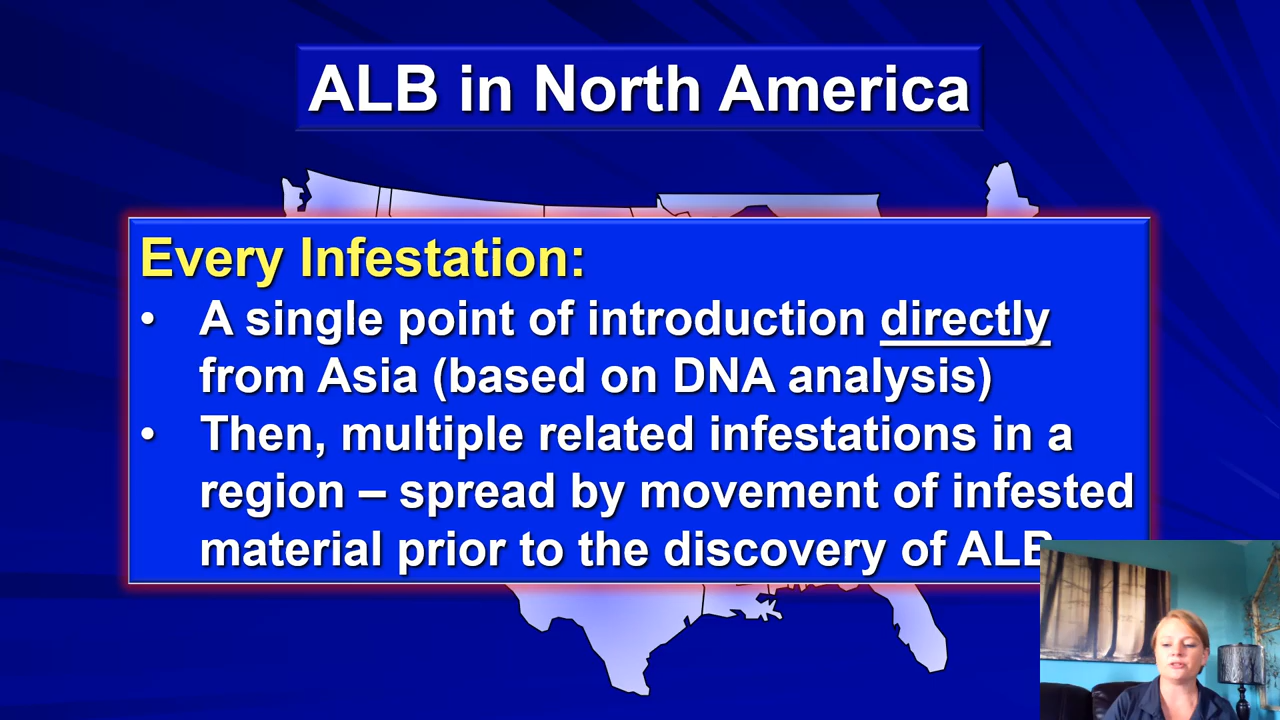 ALB in North America
Every Infestation:
• A single point of introduction directly
from Asia (based on DNA analysis)
• Then, multiple related infestations in a
region – spread by movement of infested
material prior to the discovery of ALB